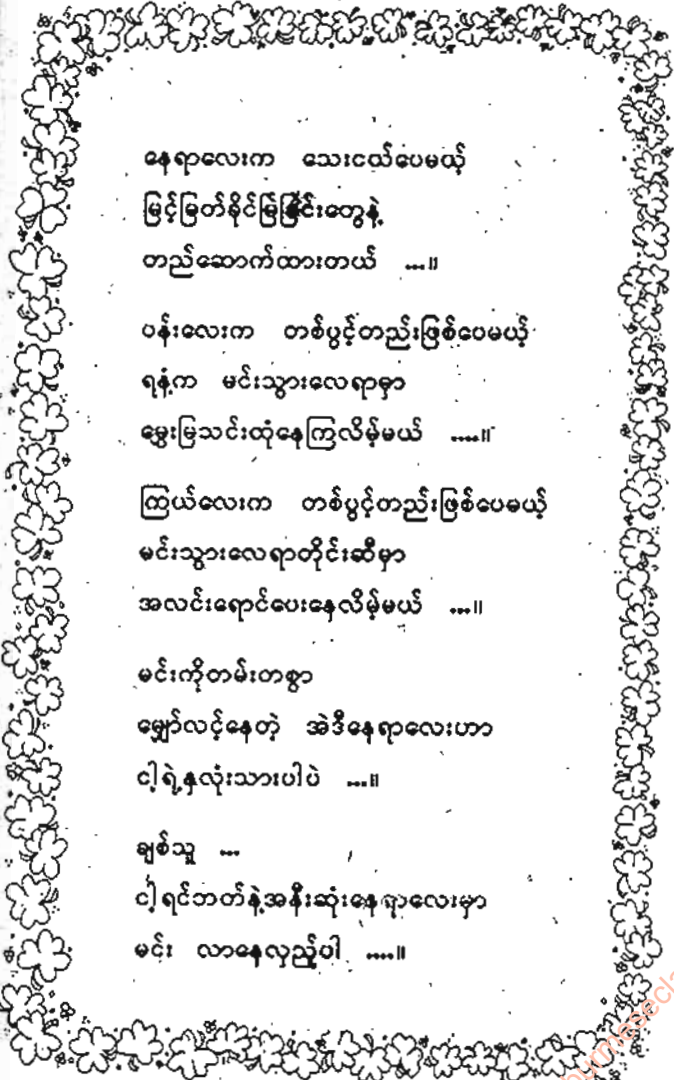 နေရာလေးက သေးငယ်ပေမယ့်
မြင့်မြတ်ခိုင်မြဲခြင်းတွေနဲ့
တည်ဆောက်ထားတယ် ...။
ပန်းလေးက တစ်ပွင့်တည်းဖြစ်ပေမယ့်
ရနံ့က မင်းသွားလေရာမှာ
မွှေးမြသင်းထုံနေကြလိမ့်မယ် ....။
ကြယ်လေးက တစ်ပွင့်တည်းဖြစ်ပေမယ့်
မင်းသွားလေရာတိုင်းဆီမှာ
အလင်းရောင်ပေးနေလိမ့်မယ် ...။
မင်းကိုတမ်းတစွာ
မျှော်လင့်နေတဲ့ အဲဒီနေရာလေးဟာ
ငါ့ရဲ့နှလုံးသားပါပဲ ....။
ချစ်သူ ...
ငါ့ရင်ဘတ်နဲ့အနီးဆုံးနေရာလေးမှာ
မင်း လာနေလှည့်ပါ ....။